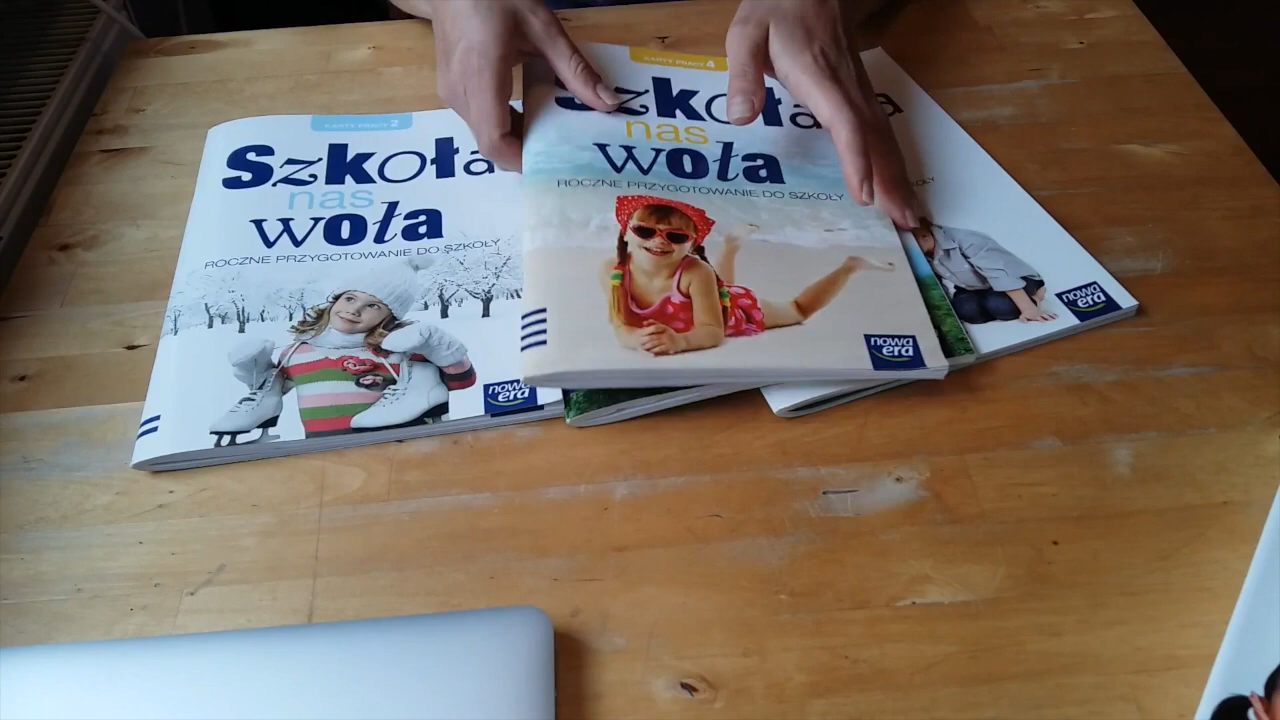 KARTY PRACY 2
Szkoła
nas
woła
ROCZNE PRZYGOTOWANIE DO SZKOŁY
nowa
era
KARTY PRACY 4
Szkoła
nas
woła
ROCZNE PRZYGOTOWANIE DO SZKOŁY
nowa
era
nowa
era